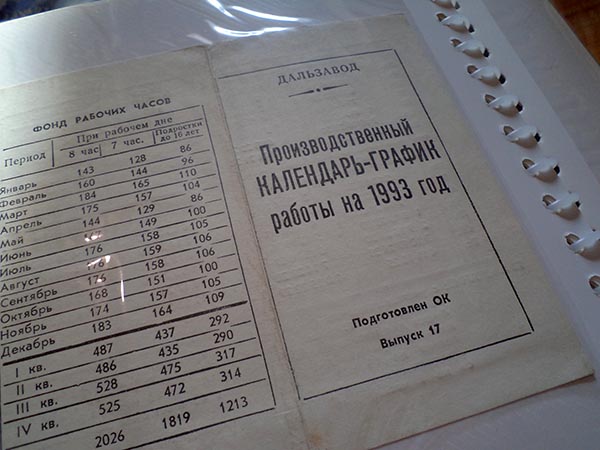 ФОНД РАБОЧИХ ЧАСОВ
Период При рабочем дне
8 час. 7 час. Подростки до 16 лет
Январь 143 128 86
Февраль 160 144 96
Март 184 165 110
Апрель 175 157 104
Май 144 129 86
Июнь 149 100
Июль 176 158 105
Август 176 159 106
Сентябрь 176 158 106
Октябрь 168 151 100
Ноябрь 174 157 105
Декабрь 183 164 109
I кв. 487 437 292
II кв. 486 435 290
III кв. 528 475 317
IV кв. 525 472 314
2026 1819 1213
ДАЛЬЗАВОД
Производственный
КАЛЕНДАРЬ-ГРАФИК
работы на 1993 год
Подготовлен ОК
Выпуск 17